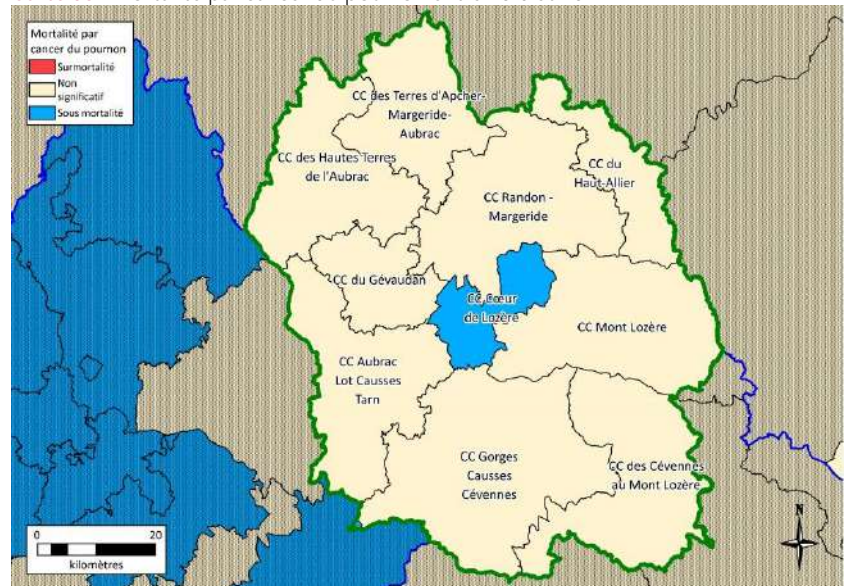 Mortalité par
cancer du poumon
Surmortalité
Non
significatif
Sous mortalité
CC des Terres d'Apcher-
Margeride-
Aubrac
CC des Hautes Terres
de l'Aubrac
CC du
Haut-Allier
CC Randon -
Margeride
CC du Gévaudan
CC Cœur
de Lozère
CC Mont Lozère
CC Aubrac
Lot Causses
Tarn
CC Gorges
Causses
Cévennes
CC des Cévennes
au Mont Lozère
N
0 20
kilomètres